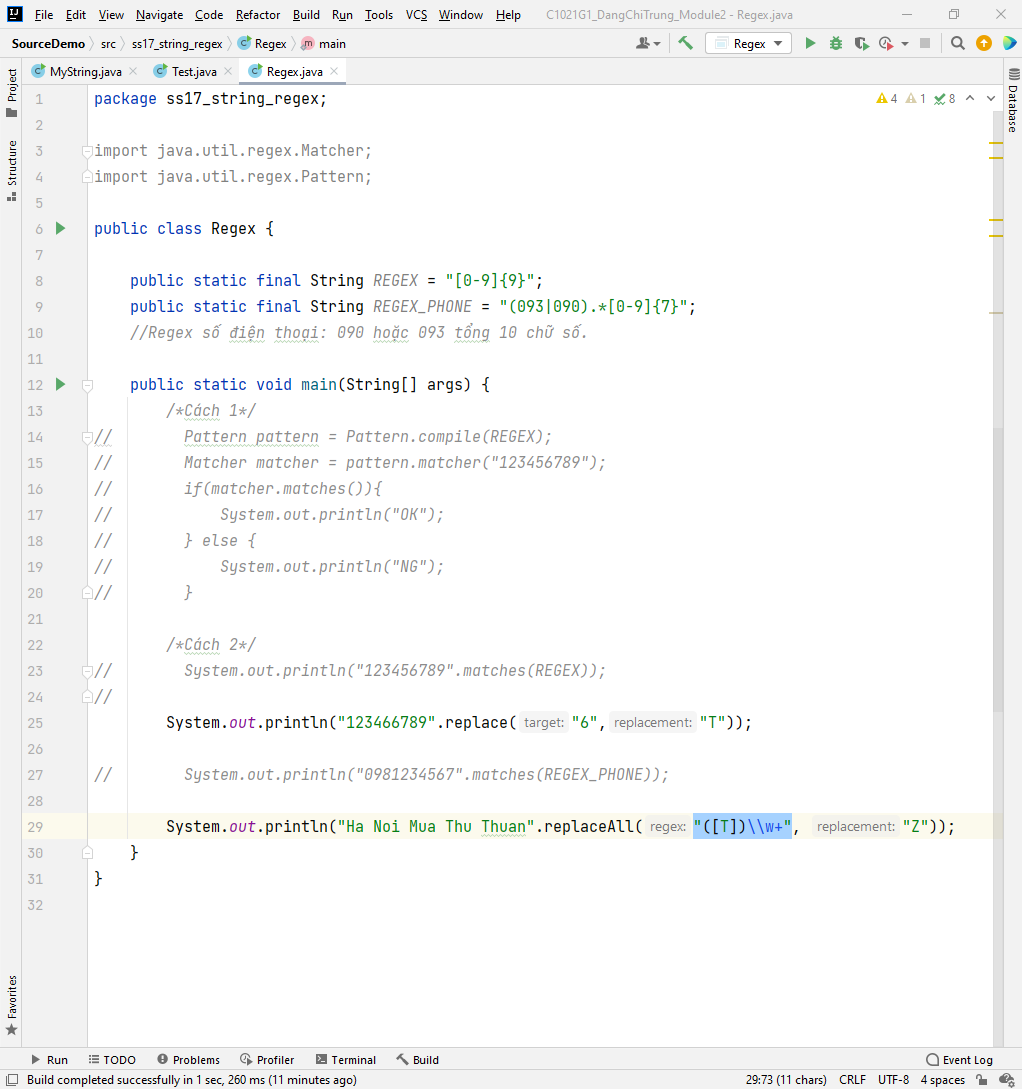 File Edit View Navigate Code Refactor Build Run Tools VCS Window Help C1021G1_DangChiTrung_Module2 - Regex.java
SourceDemo src ss17_string_regex Regex main Regex
MyString.java Test.java Regex.java
Project
Structure
Favorites
Database
4 1 8
1 package ss17_string_regex;
2
3 import java.util.regex.Matcher;
4 import java.util.regex.Pattern;
5
6 public class Regex {
7
8 public static final String REGEX = "[0-9]{9}";
9 public static final String REGEX_PHONE = "(093|090).*[0-9]{7}";
10 //Regex số điện thoại: 090 hoặc 093 tổng 10 chữ số.
11
12 public static void main(String[] args) {
13 /*Cách 1*/
14 // Pattern pattern = Pattern.compile(REGEX);
15 // Matcher matcher = pattern.matcher("123456789");
16 // if(matcher.matches()){
17 // System.out.println("OK");
18 // } else {
19 // System.out.println("NG");
20 // }
21
22 /*Cách 2*/
23 // System.out.println("123456789".matches(REGEX));
24 //
25 System.out.println("123466789".replace( target: "6", replacement: "T"));
26
27 // System.out.println("0981234567".matches(REGEX_PHONE));
28
29 System.out.println("Ha Noi Mua Thu Thuan".replaceAll( regex: "([T])\\w+", replacement: "Z"));
30 }
31 }
32
Run TODO Problems Profiler Terminal Build Event Log
Build completed successfully in 1 sec, 260 ms (11 minutes ago) 29:73 (11 chars) CRLF UTF-8 4 spaces